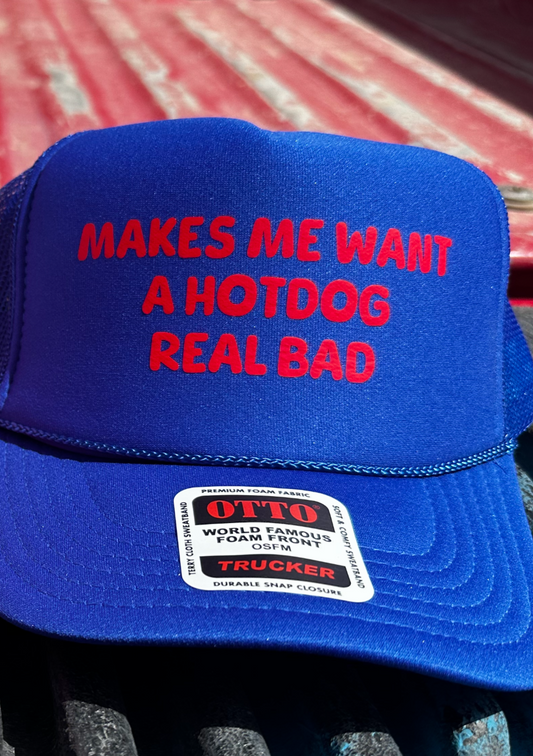 MAKES ME WANT
A HOTDOG
REAL BAD
PREMIUM FOAM FABRIC
OTTO®
WORLD FAMOUS
FOAM FRONT
OSFM
TRUCKER
DURABLE SNAP CLOSURE
TERRY CLOTH SWEATBAND
SOFT & COMFY SWEATBAND